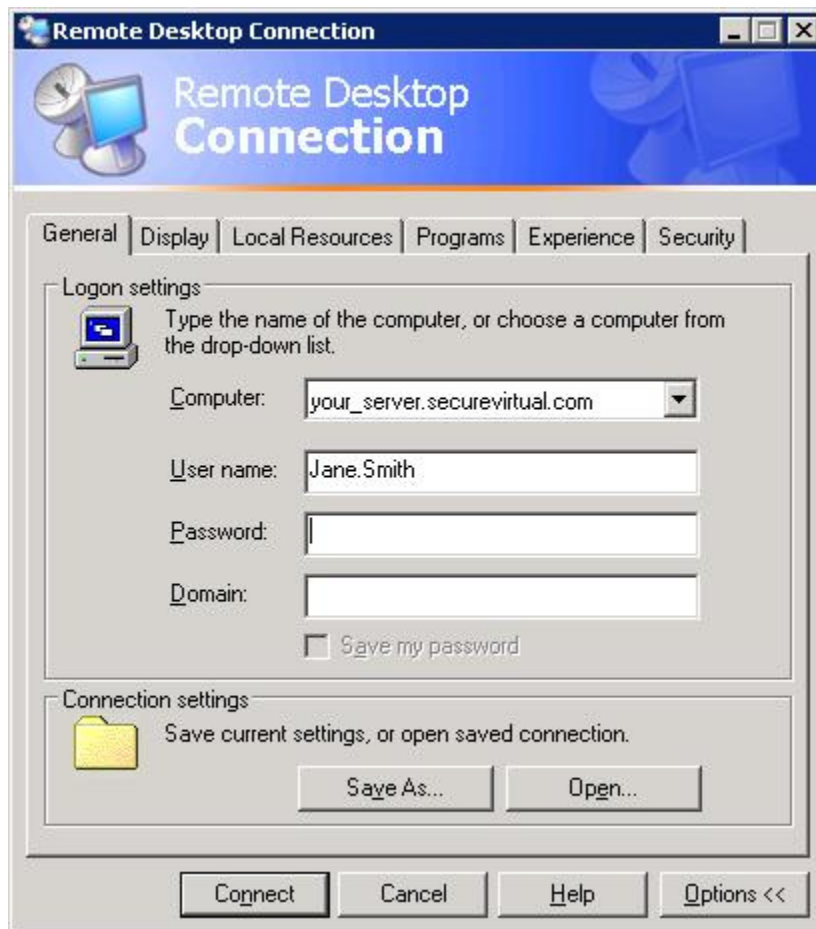 Remote Desktop Connection
Remote Desktop
Connection
General Display Local Resources Programs Experience Security
Logon settings
Type the name of the computer, or choose a computer from
the drop-down list.
Computer: your_server.securevirtual.com
User name: Jane.Smith
Password:
Domain:
Save my password
Connection settings
Save current settings, or open saved connection.
Save As... Open...
Connect Cancel Help Options <<